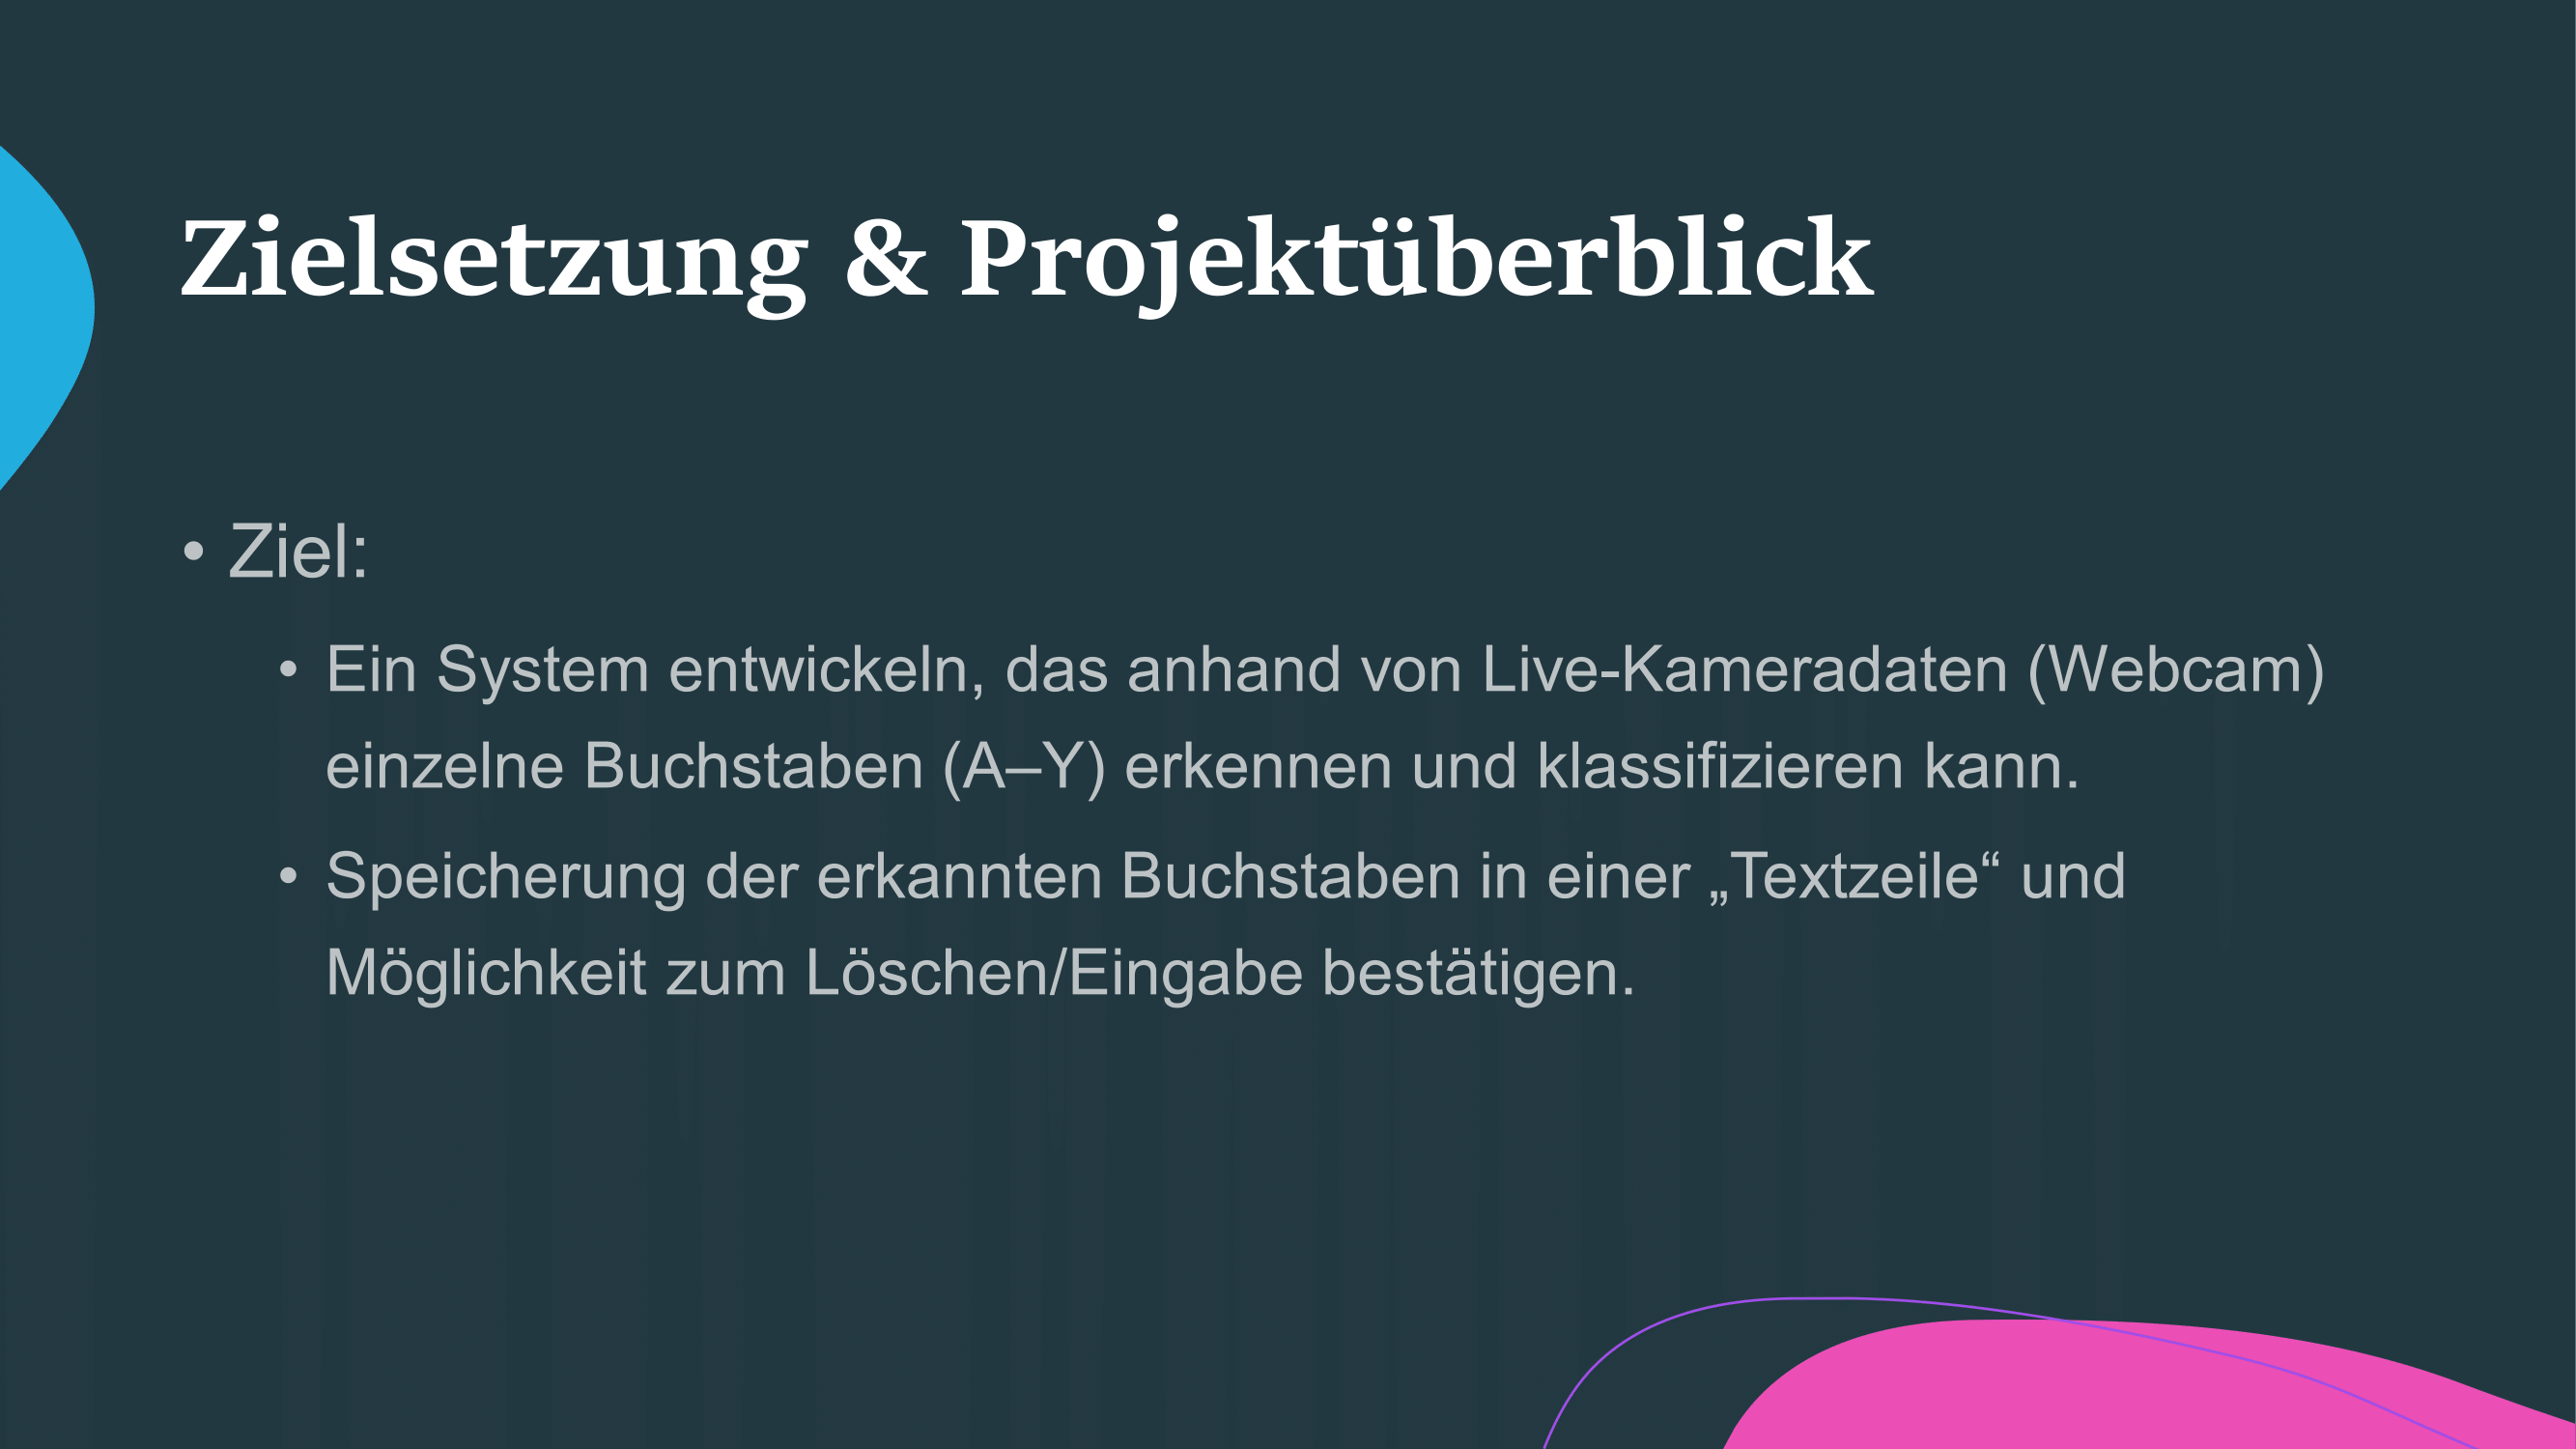 Zielsetzung & Projektüberblick
• Ziel:
• Ein System entwickeln, das anhand von Live-Kameradaten (Webcam)
einzelne Buchstaben (A–Y) erkennen und klassifizieren kann.
• Speicherung der erkannten Buchstaben in einer „Textzeile“ und
Möglichkeit zum Löschen/Eingabe bestätigen.